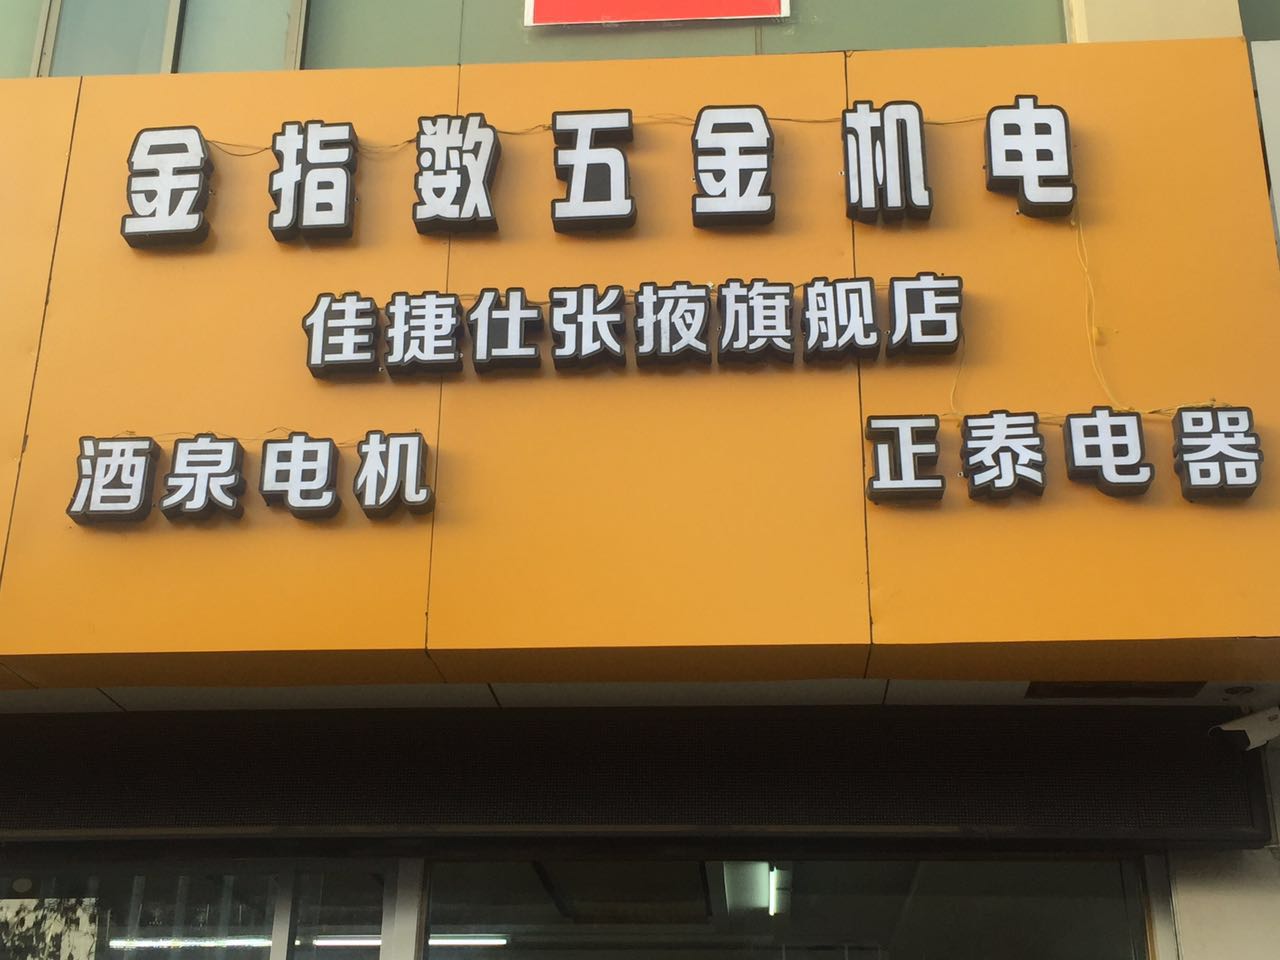 金指数五金机电
佳捷仕张掖旗舰店
酒泉电机
正泰电器